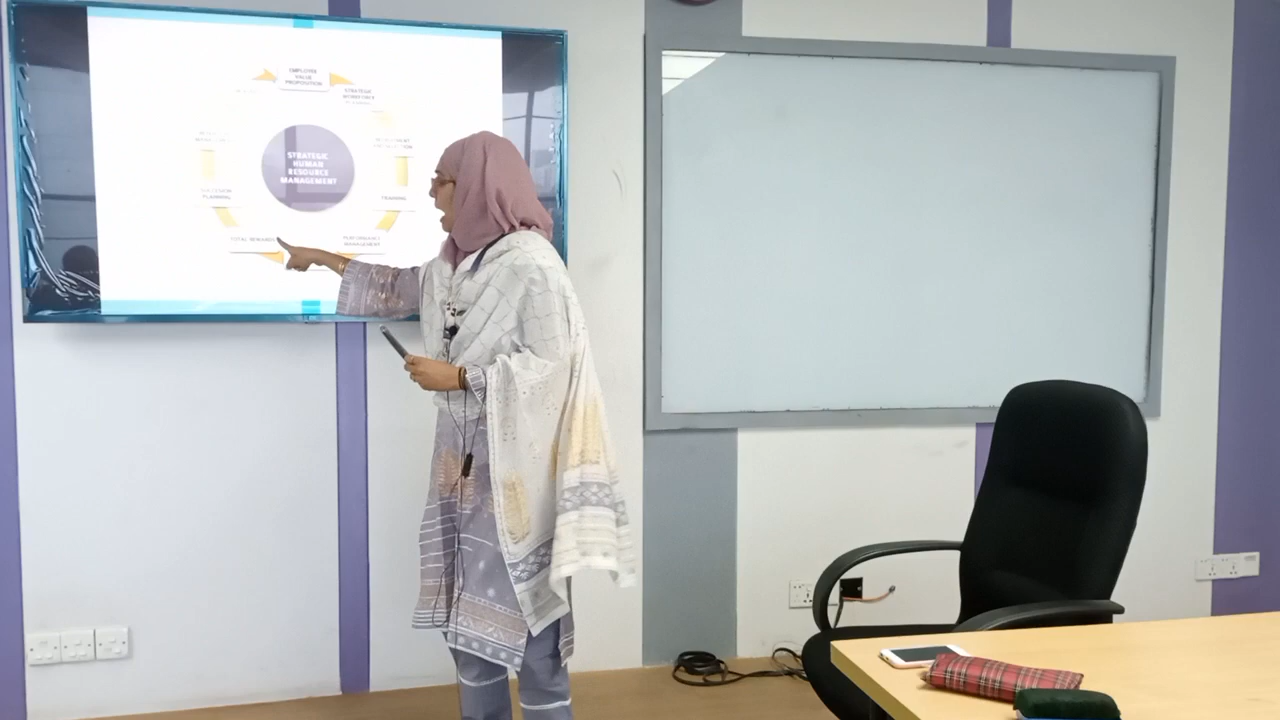 EMPLOYEE
VALUE
PROPOSITION
STRATEGIC
WORKFORCE
TRAINING
PERFORMANCE
MANAGEMENT
TOTAL REWARDS
SUCCESSION
PLANNING
STRATEGIC
HUMAN
RESOURCE
MANAGEMENT